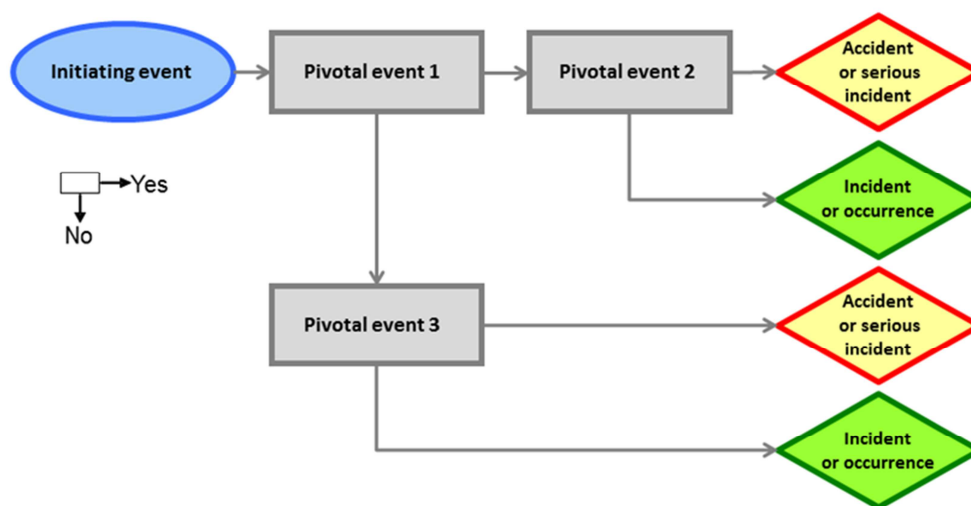 Initiating event
Pivotal event 1
Pivotal event 2
Accident
or serious
incident
Yes
No
Incident
or occurrence
Pivotal event 3
Accident
or serious
incident
Incident
or occurrence